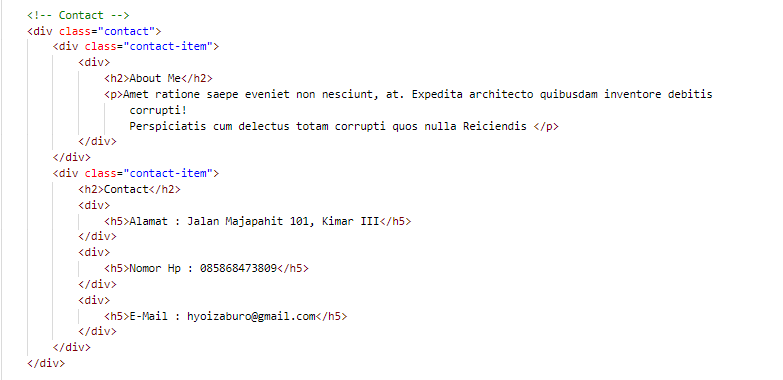 <!-- Contact -->
<div class="contact">
<div class="contact-item">
<div>
<h2>About Me</h2>
<p>Amet ratione saepe eveniet non nesciunt, at. Expedita architecto quibusdam inventore debitis
corrupti!
Perspiciatis cum delectus totam corrupti quos nulla Reiciendis </p>
</div>
</div>
<div class="contact-item">
<h2>Contact</h2>
<div>
<h5>Alamat : Jalan Majapahit 101, Kimar III</h5>
</div>
<div>
<h5>Nomor Hp : 085868473809</h5>
</div>
<div>
<h5>E-Mail : hyoizaburo@gmail.com</h5>
</div>
</div>
</div>